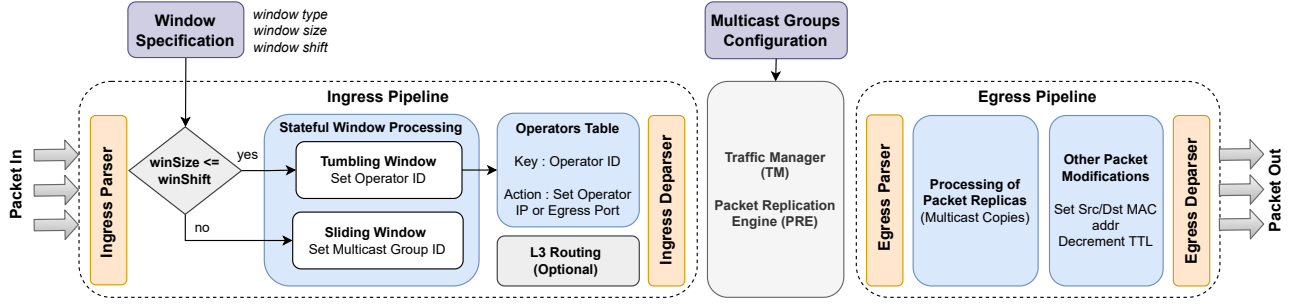 Window
Specification
window type
window size
window shift
Multicast Groups
Configuration
Packet In
Ingress Pipeline
Ingress Parser
winSize <=
winShift
yes
no
Stateful Window Processing
Tumbling Window
Set Operator ID
Sliding Window
Set Multicast Group ID
Operators Table
Key : Operator ID
Action : Set Operator
IP or Egress Port
L3 Routing
(Optional)
Ingress Deparser
Traffic Manager
(TM)
Packet Replication
Engine (PRE)
Egress Pipeline
Egress Parser
Processing of
Packet Replicas
(Multicast Copies)
Other Packet
Modifications
Set Src/Dst MAC
addr
Decrement TTL
Egress Deparser
Packet Out